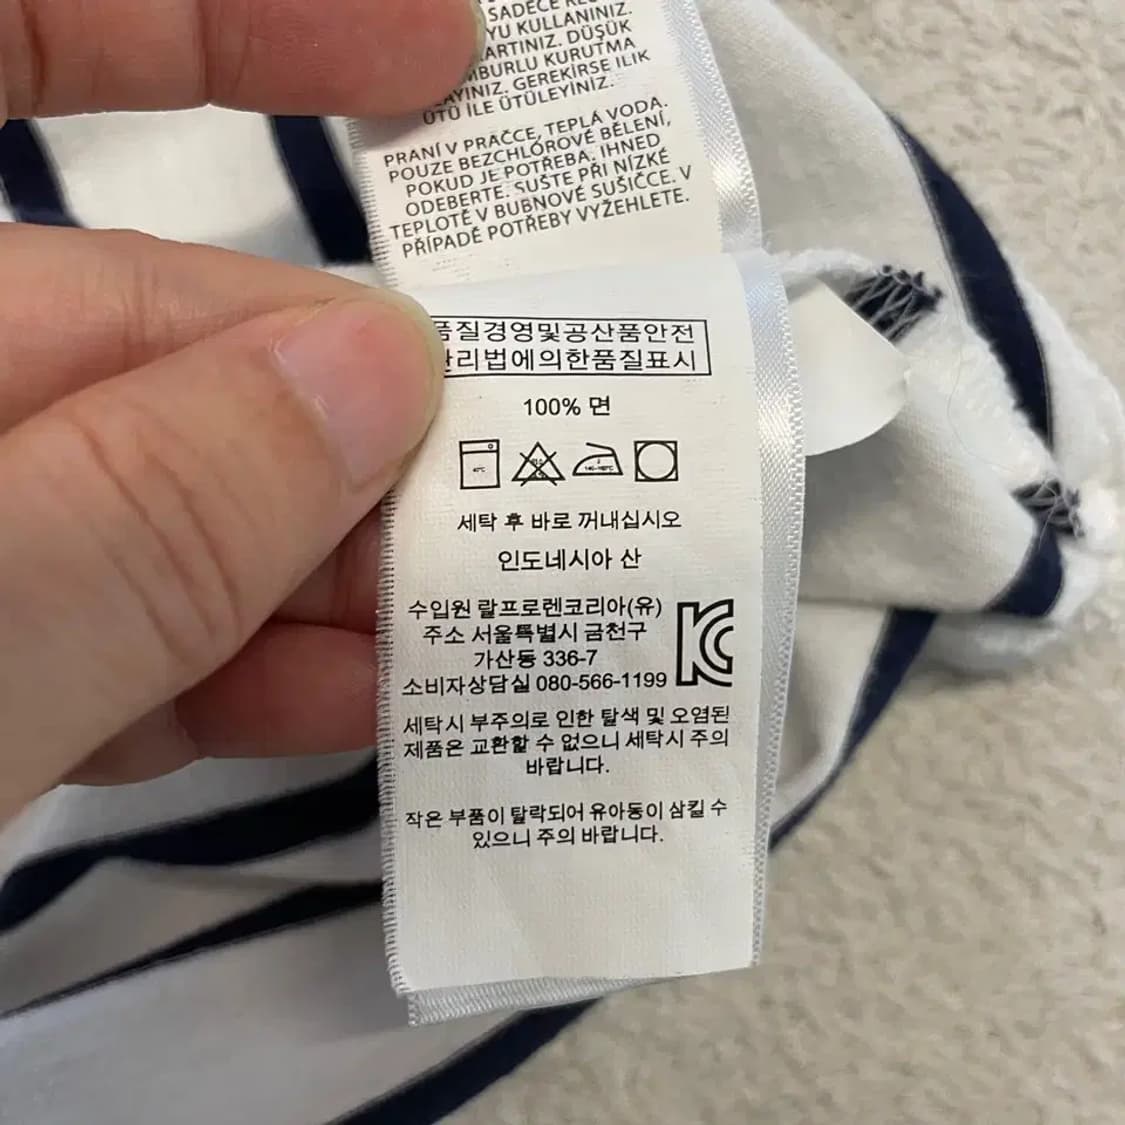 SADECE
KULLANINIZ.
DÜŞÜK
KURUTMA
GEREKİRSE ILIK
ÜTÜ İLE ÜTÜLEYİNİZ.
PRANÍ V PRAČCE, TEPLÁ VODA.
POUZE BEZCHLÓROVÉ BĚLENÍ,
POKUD JE POTŘEBA. IHNED
ODEBERTE. SUŠTE PŘI NÍZKÉ
TEPLOTĚ V BUBNOVÉ SUŠIČCE. V
PŘÍPADĚ POTŘEBY VYŽEHLETE.
품질경영및공산품안전
관리법에의한품질표시
100% 면
세탁 후 바로 꺼내십시오
인도네시아 산
수입원 랄프로렌코리아(유)
주소 서울특별시 금천구
가산동 336-7
소비자상담실 080-566-1199
세탁시 부주의로 인한 탈색 및 오염된
제품은 교환할 수 없으니 세탁시 주의
바랍니다.
작은 부품이 탈락되어 유아동이 삼킬 수
있으니 주의 바랍니다.